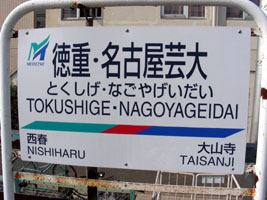 MEITETSU
徳重・名古屋芸大
とくしげ・なごやげいだい
TOKUSHIGE・NAGOYAGEIDAI
西春
NISHIHARU
大山寺
TAISANJI